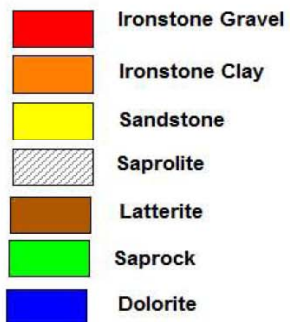 Ironstone Gravel
Ironstone Clay
Sandstone
Saprolite
Latterite
Saprock
Dolorite